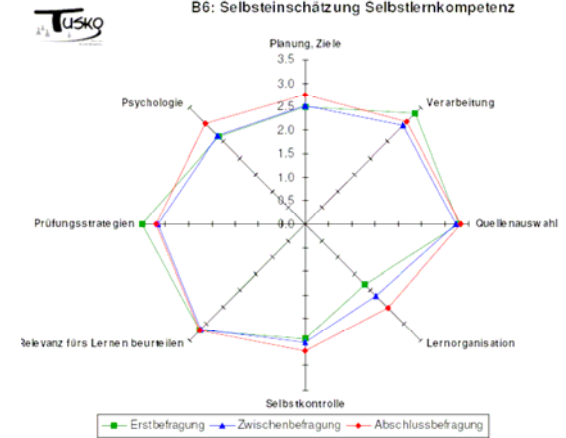 TUSKO
B6: Selbsteinschätzung Selbstlernkompetenz
Planung, Ziele
3.5
3.0
Psychologie
Verarbeitung
2.5
2.0
1.5
1.0
0.5
0.0
Prüfungsstrategien
Quellenauswahl
Relevanz fürs Lernen beurteilen
Lernorganisation
Selbstkontrolle
Erstbefragung Zwischenbefragung Abschlussbefragung